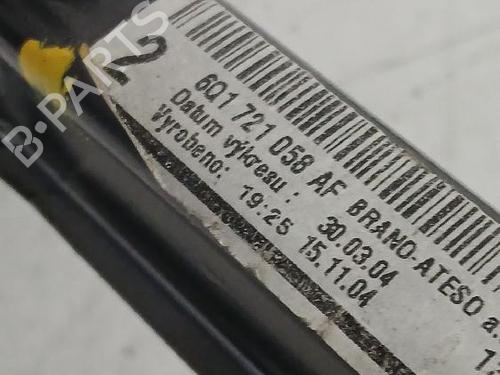 2
6Q1 721 058 AF BRANO-ATESO a.
Datum výkresu: 30.03.04
Vyrobeno: 19:25 15.11.04
B-PARTS